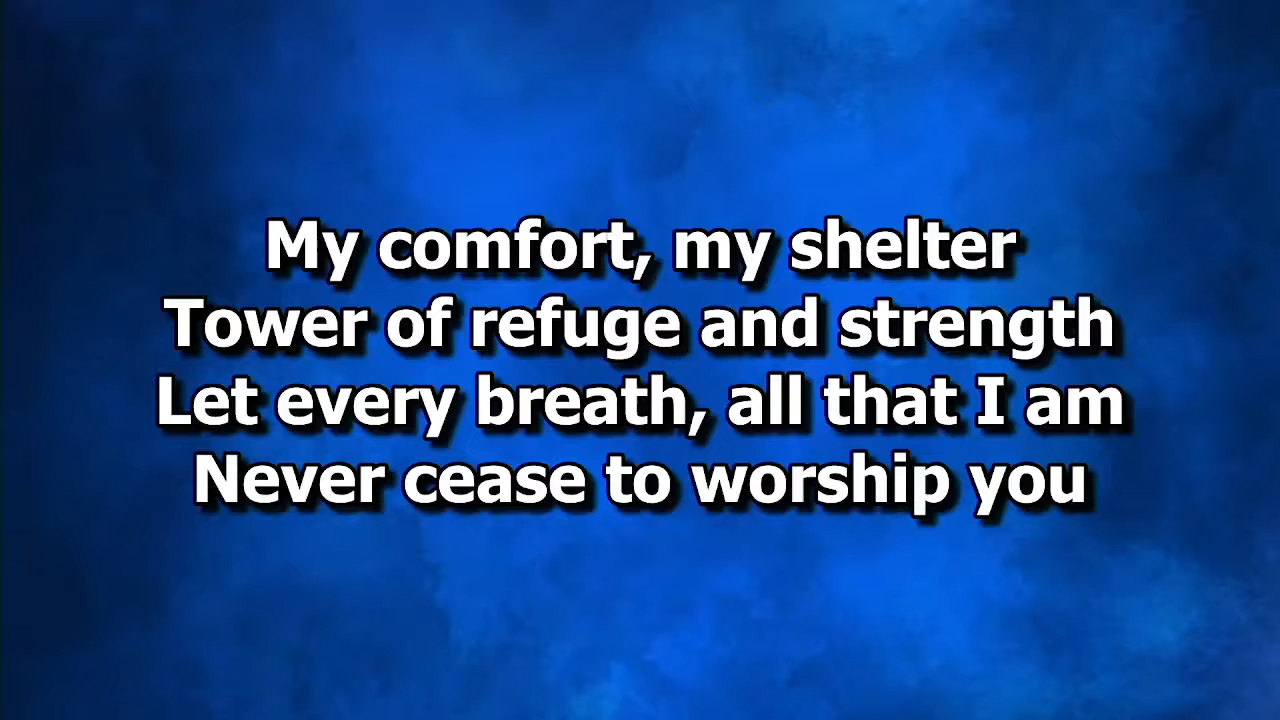 My comfort, my shelter
Tower of refuge and strength
Let every breath, all that I am
Never cease to worship you